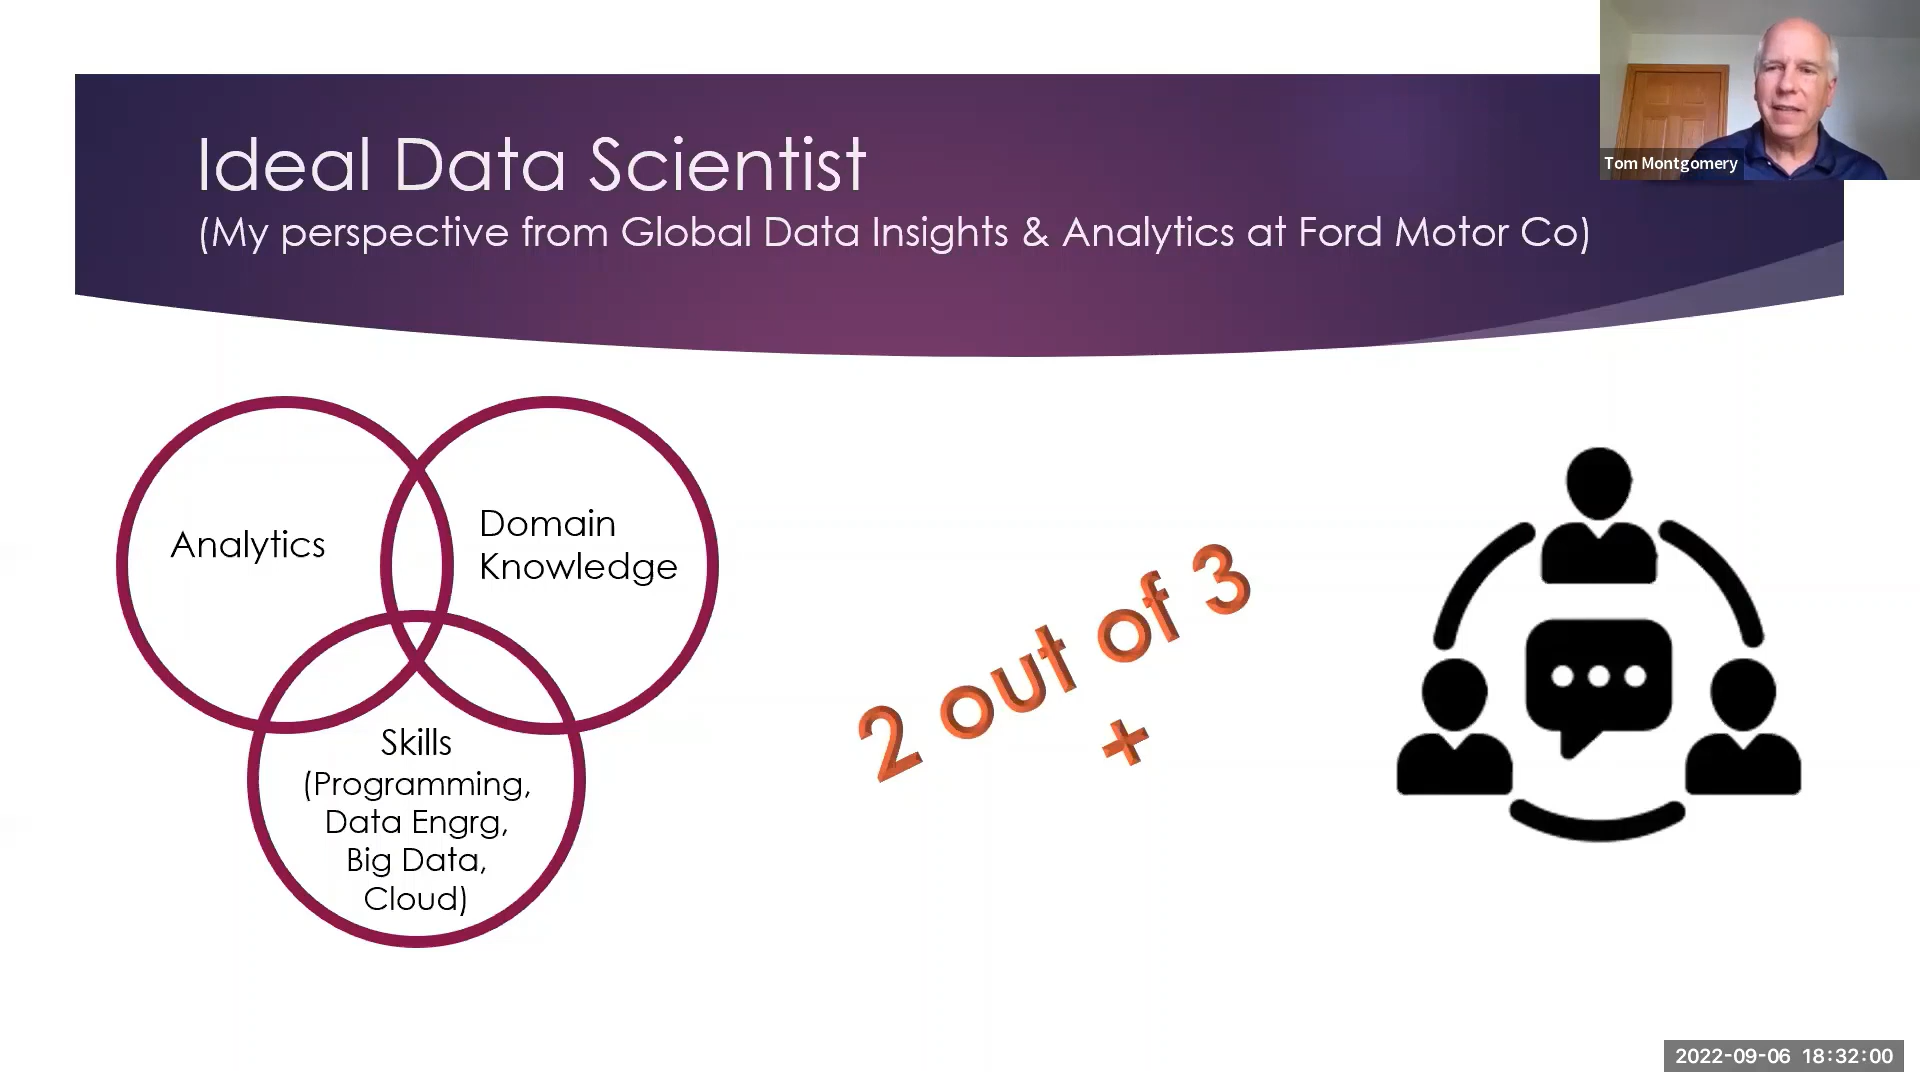 Ideal Data Scientist
(My perspective from Global Data Insights & Analytics at Ford Motor Co)
Tom Montgomery
Analytics
Domain
Knowledge
Skills
(Programming,
Data Engrg,
Big Data,
Cloud)
2 out of 3
+
2022-09-06 18:32:00